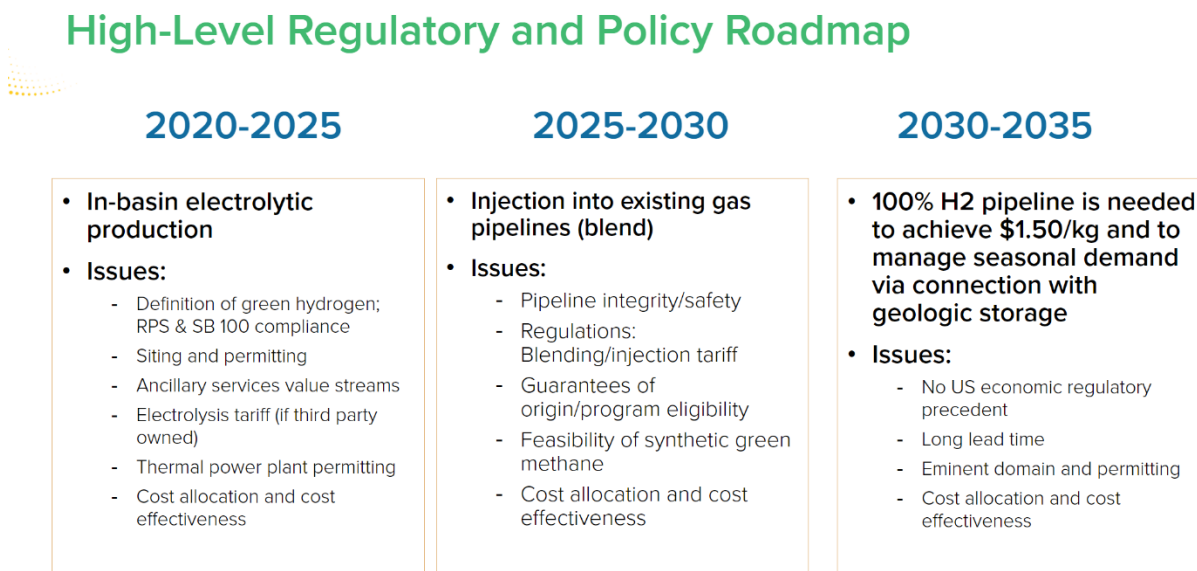 High-Level Regulatory and Policy Roadmap
2020-2025
• In-basin electrolytic
production
• Issues:
- Definition of green hydrogen;
RPS & SB 100 compliance
- Siting and permitting
- Ancillary services value streams
- Electrolysis tariff (if third party
owned)
- Thermal power plant permitting
- Cost allocation and cost
effectiveness
2025-2030
• Injection into existing gas
pipelines (blend)
• Issues:
- Pipeline integrity/safety
- Regulations:
Blending/injection tariff
- Guarantees of
origin/program eligibility
- Feasibility of synthetic green
methane
- Cost allocation and cost
effectiveness
2030-2035
• 100% H2 pipeline is needed
to achieve $1.50/kg and to
manage seasonal demand
via connection with
geologic storage
• Issues:
- No US economic regulatory
precedent
- Long lead time
- Eminent domain and permitting
- Cost allocation and cost
effectiveness